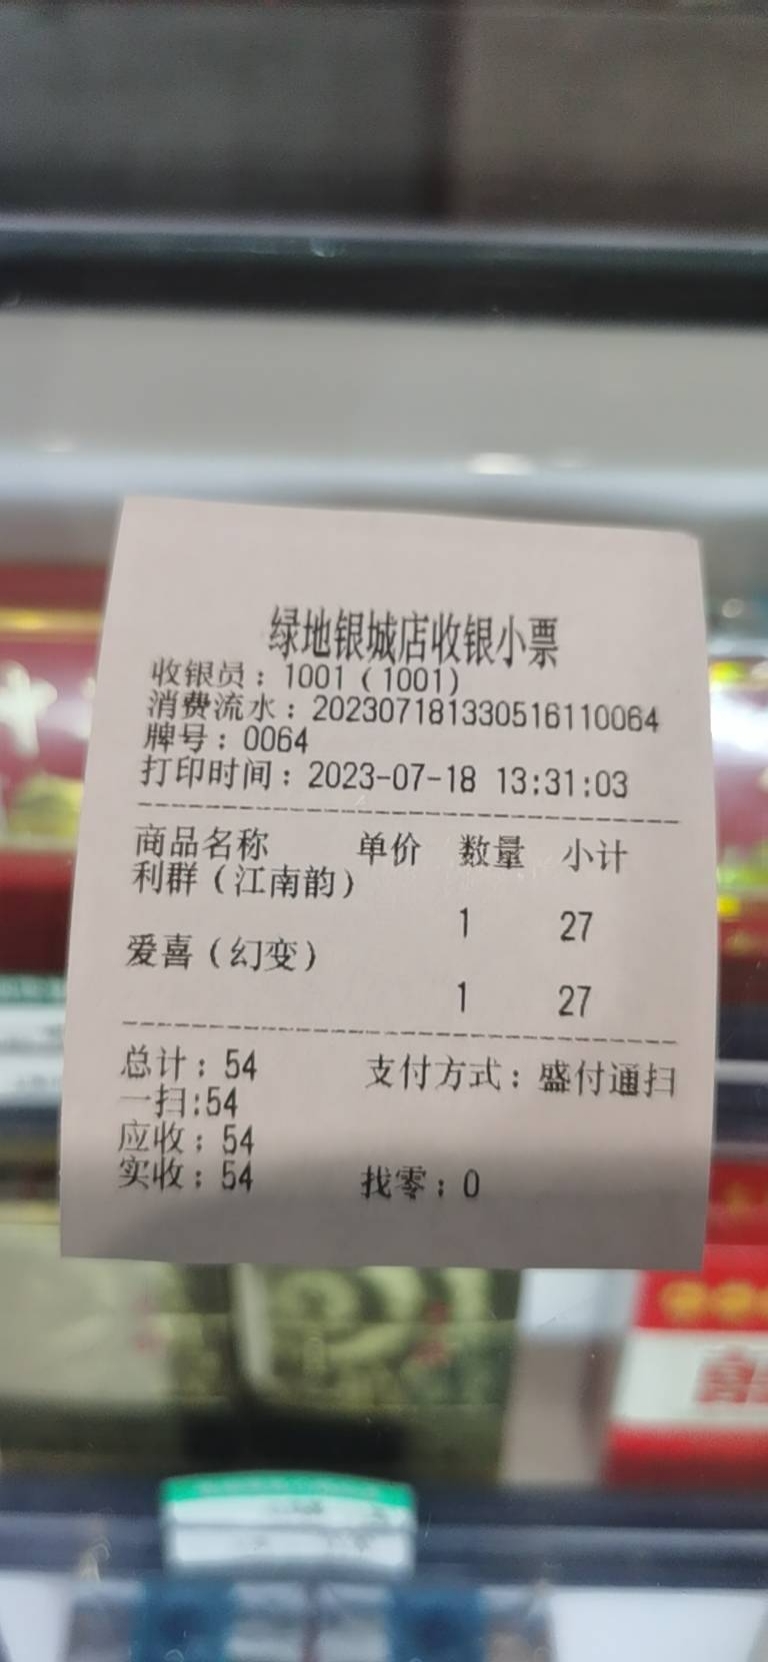 绿地银城店收银小票
收银员：1001（1001）
消费流水：20230718133051611​0064
牌号：0064
打印时间：2023-07-18 13:31:03
商品名称 单价 数量 小计
利群（江南韵）
1 27
爱喜（幻变）
1 27
总计：54 支付方式：盛付通扫
一扫:54
应收：54
实收：54 找零：0